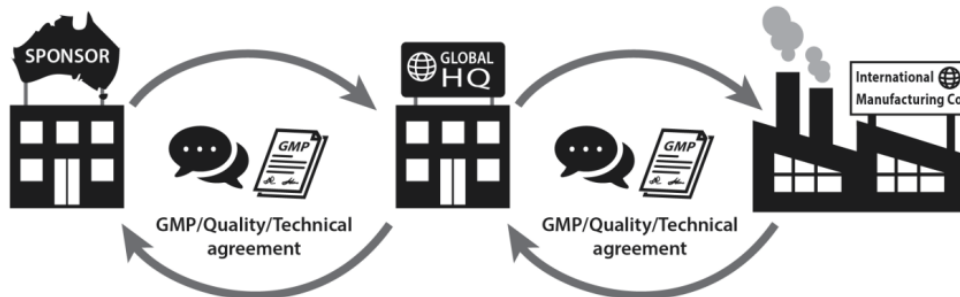 SPONSOR
GLOBAL
HQ
International
Manufacturing Co
GMP
GMP/Quality/Technical
agreement
GMP
GMP/Quality/Technical
agreement